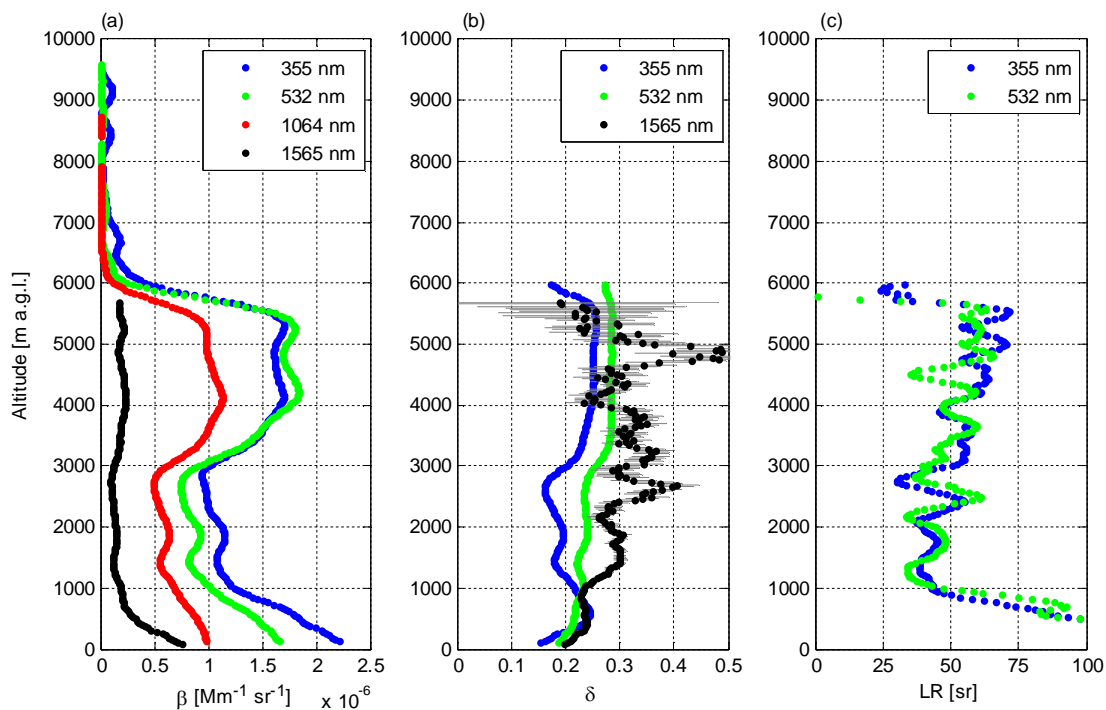 (a)
(b)
(c)
10000
9000
8000
7000
6000
5000
4000
3000
2000
1000
0
Altitude [m a.g.l.]
355 nm
532 nm
1064 nm
1565 nm
0
0.5
1
1.5
2
2.5
β [Mm⁻¹ sr⁻¹]
x 10⁻⁶
10000
9000
8000
7000
6000
5000
4000
3000
2000
1000
0
355 nm
532 nm
1565 nm
0
0.1
0.2
0.3
0.4
0.5
δ
10000
9000
8000
7000
6000
5000
4000
3000
2000
1000
0
355 nm
532 nm
0
25
50
75
100
LR [sr]